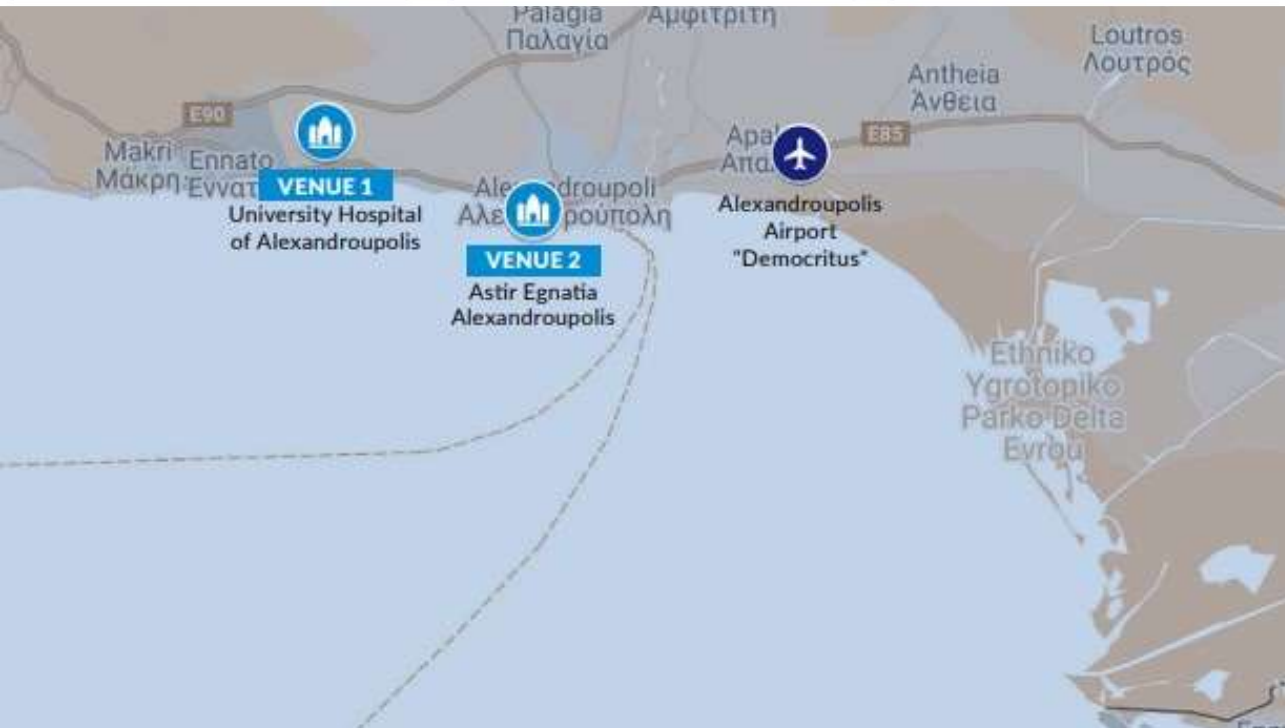 Palagia
Παλαγία
Αμφιτρίτη
Loutros
Λουτρός
Antheia
Άνθεια
E90
E85
Makri
Μάκρη
Ennato
VENUE 1
University Hospital
of Alexandroupolis
VENUE 2
Astir Egnatia
Alexandroupolis
Alexandroupolis
Airport
"Democritus"
Ethniko
Ygrotopiko
Parko Delta
Evrou